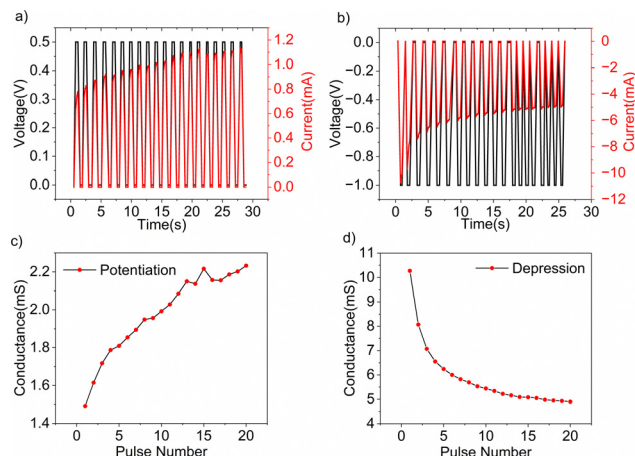 a)
0.5
0.4
0.3
0.2
0.1
0.0
Voltage(V)
1.2
1.0
0.8
0.6
0.4
0.2
0.0
Current(mA)
0 5 10 15 20 25 30
Time(s)
b)
0.0
−0.2
−0.4
−0.6
−0.8
−1.0
Voltage(V)
0
−2
−4
−6
−8
−10
−12
Current(mA)
0 5 10 15 20 25 30
Time(s)
c)
Potentiation
2.2
1.8
1.4
Conductance(mS)
0 5 10 15 20
Pulse Number
d)
Depression
11
10
9
8
7
6
5
4
Conductance(mS)
0 5 10 15 20
Pulse Number